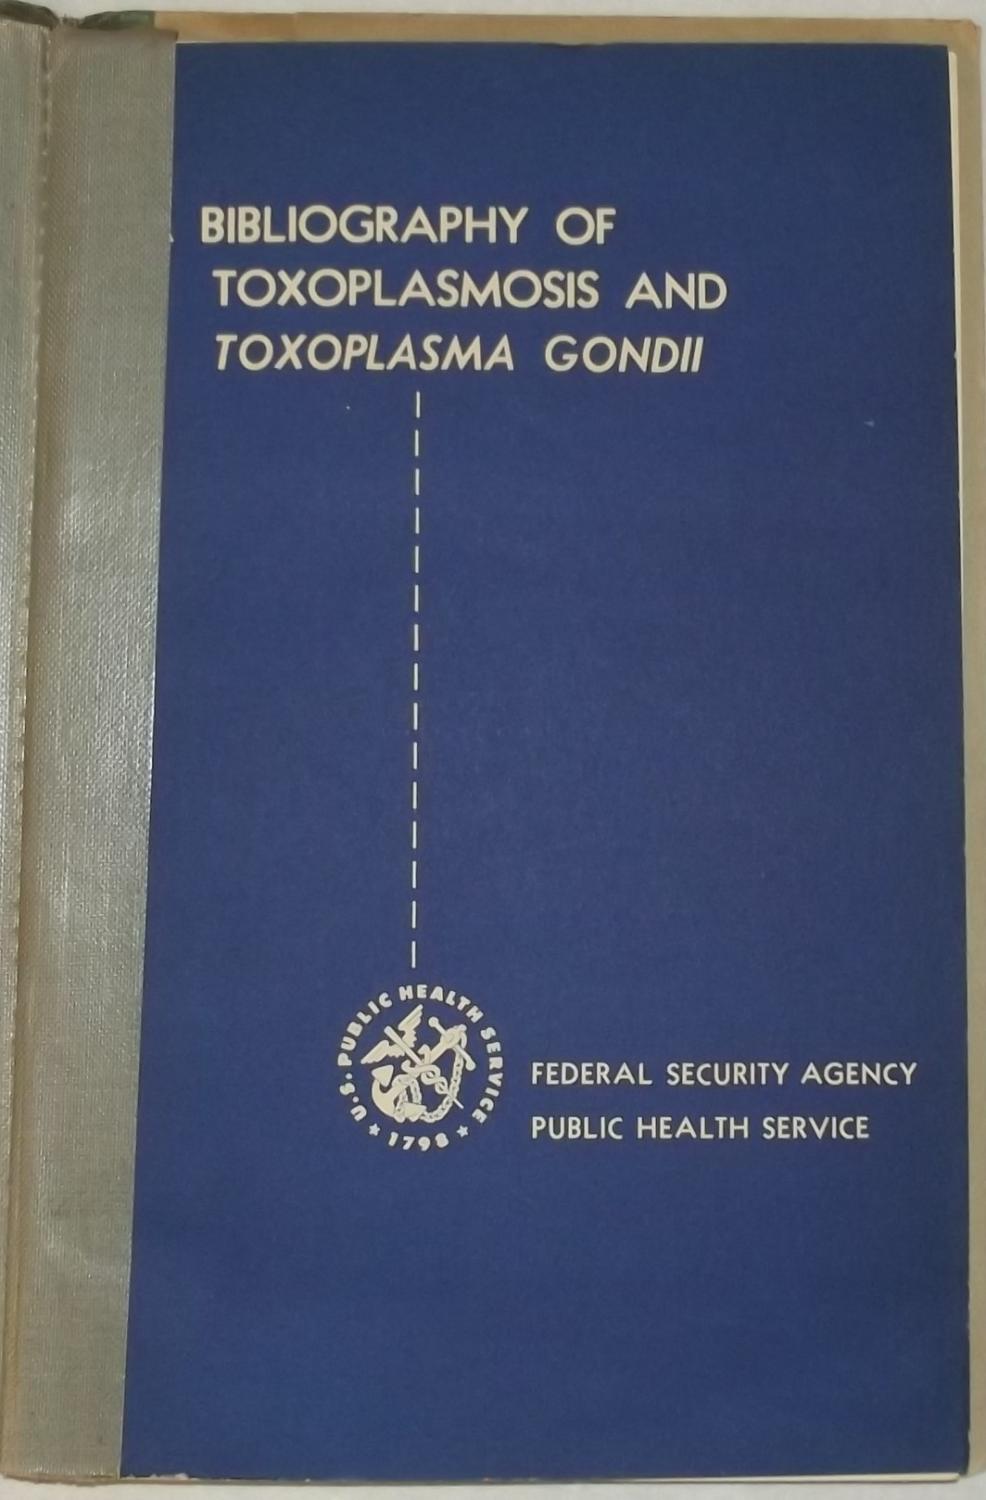 BIBLIOGRAPHY OF
TOXOPLASMOSIS AND
TOXOPLASMA GONDII
U.S. PUBLIC HEALTH SERVICE
★ 1798 ★
FEDERAL SECURITY AGENCY
PUBLIC HEALTH SERVICE